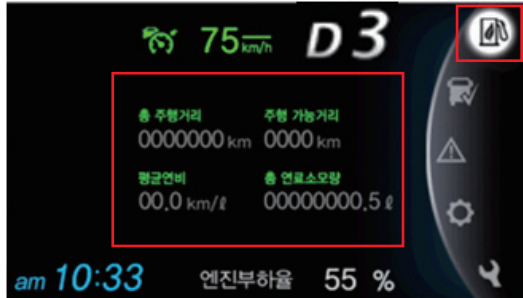 75 km/h D 3
총 주행거리 주행 가능거리
0000000 km 0000 km
평균연비 총 연료소모량
00.0 km/ℓ 00000000.5 ℓ
am 10:33 엔진부하율 55 %